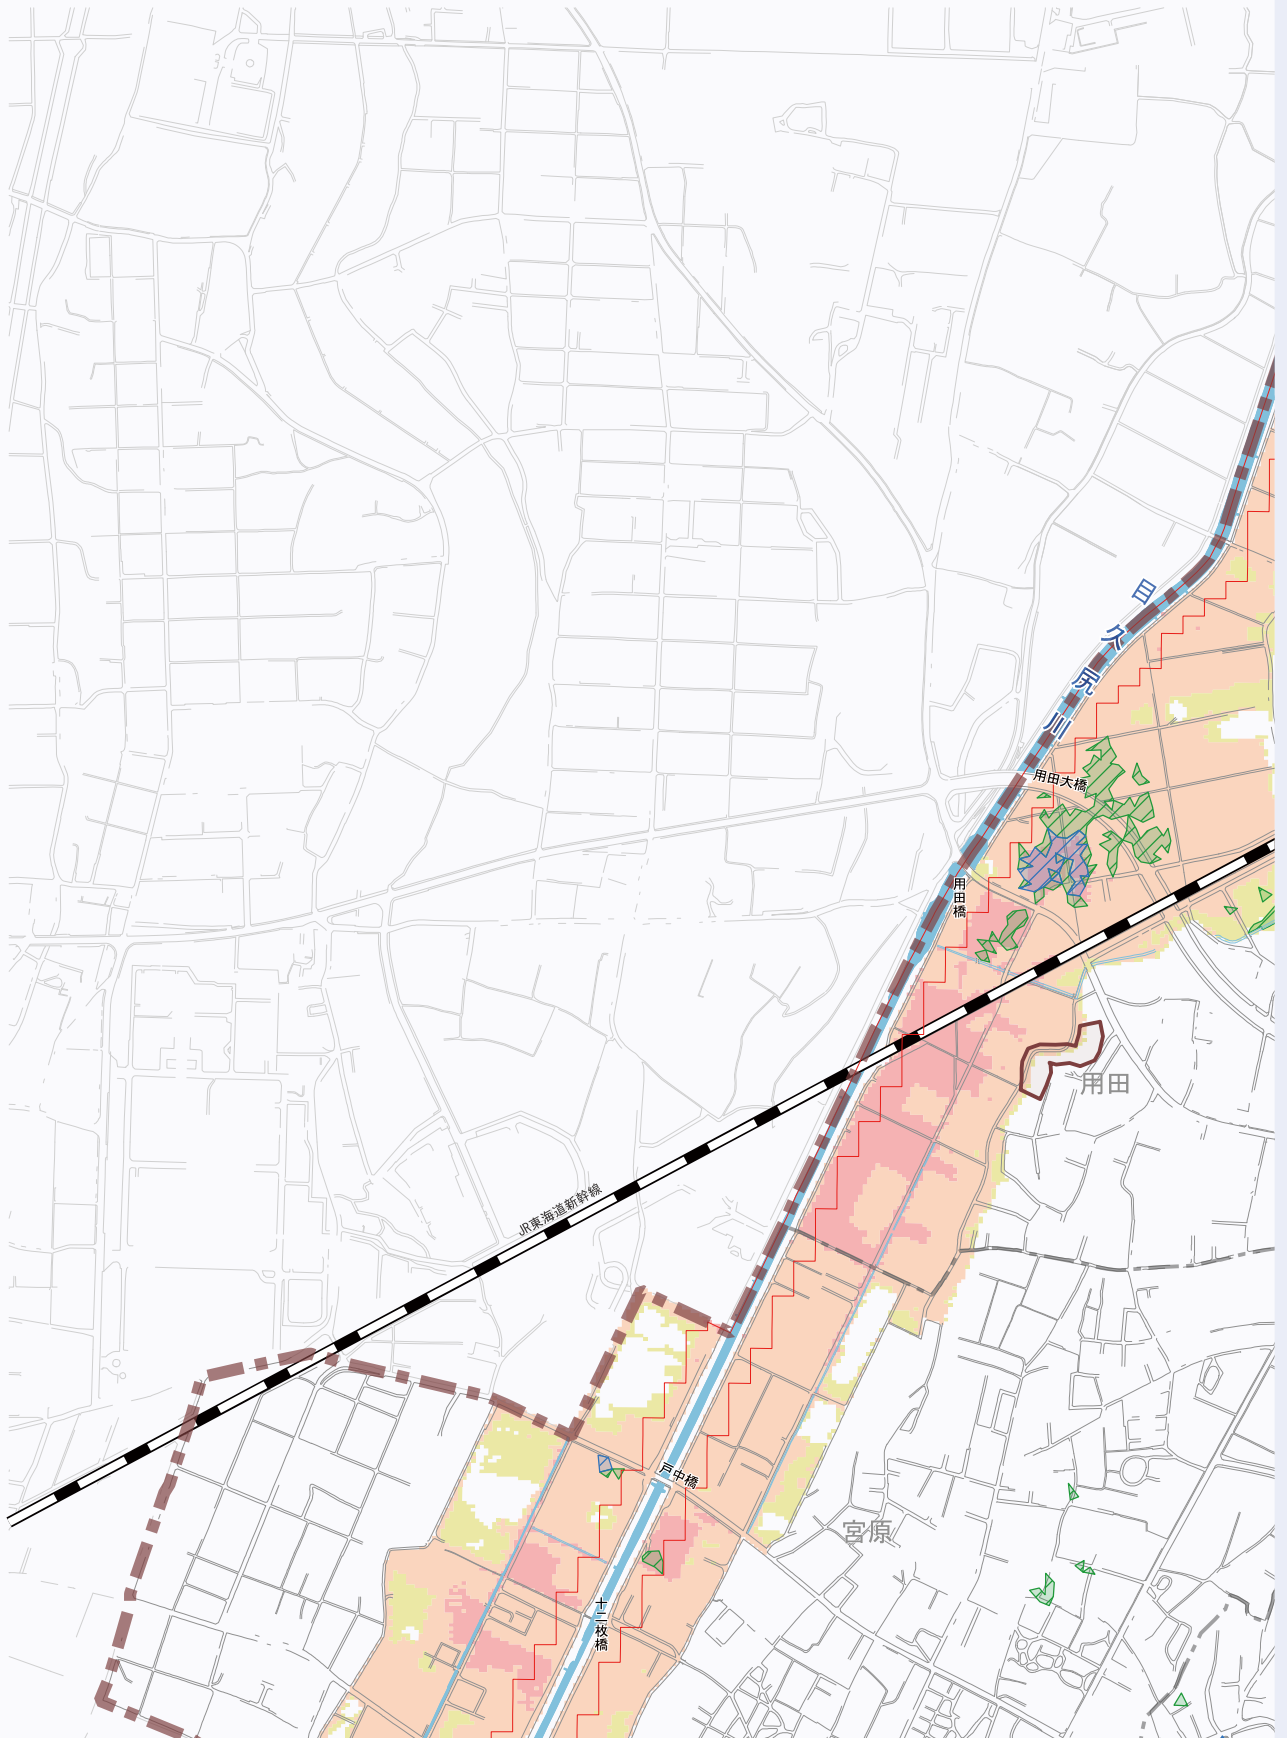 目久尻川
用田大橋
用田橋
用田
JR東海道新幹線
戸中橋
宮原
十二枚橋